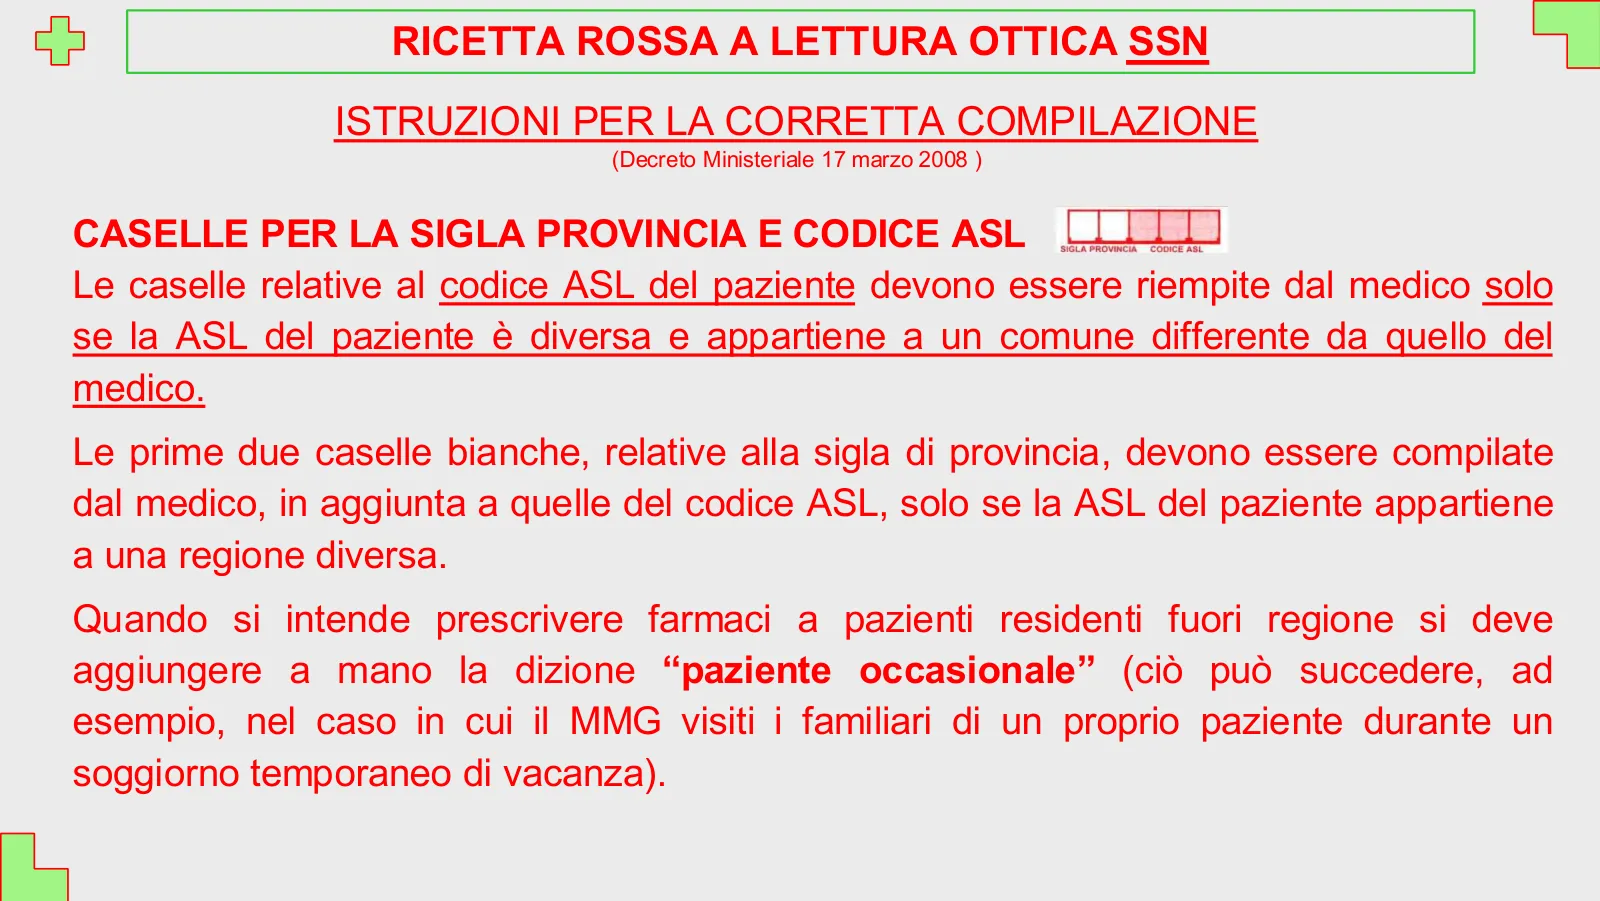 RICETTA ROSSA A LETTURA OTTICA SSN
ISTRUZIONI PER LA CORRETTA COMPILAZIONE
(Decreto Ministeriale 17 marzo 2008 )
CASELLE PER LA SIGLA PROVINCIA E CODICE ASL
SIGLA PROVINCIA CODICE ASL
Le caselle relative al codice ASL del paziente devono essere riempite dal medico solo
se la ASL del paziente è diversa e appartiene a un comune differente da quello del
medico.
Le prime due caselle bianche, relative alla sigla di provincia, devono essere compilate
dal medico, in aggiunta a quelle del codice ASL, solo se la ASL del paziente appartiene
a una regione diversa.
Quando si intende prescrivere farmaci a pazienti residenti fuori regione si deve
aggiungere a mano la dizione “paziente occasionale” (ciò può succedere, ad
esempio, nel caso in cui il MMG visiti i familiari di un proprio paziente durante un
soggiorno temporaneo di vacanza).